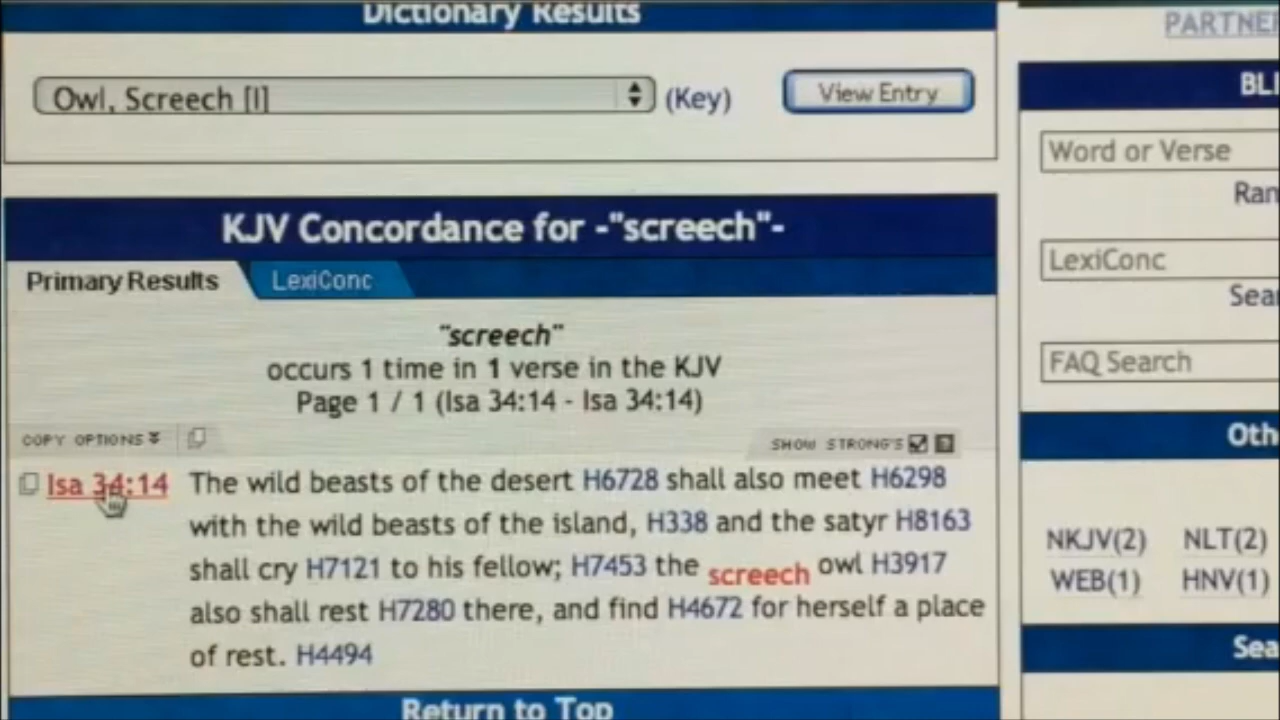 Dictionary Results
PARTNE
Owl, Screech [I]
(Key)
View Entry
BL
Word or Verse
Ran
KJV Concordance for -"screech"-
Primary Results
LexiConc
LexiConc
Sear
"screech"
occurs 1 time in 1 verse in the KJV
FAQ Search
Page 1 / 1 (Isa 34:14 - Isa 34:14)
COPY OPTIONS
SHOW STRONG'S
Oth
Isa 34:14 The wild beasts of the desert H6728 shall also meet H6298
with the wild beasts of the island, H338 and the satyr H8163
shall cry H7121 to his fellow; H7453 the screech owl H3917
also shall rest H7280 there, and find H4672 for herself a place
of rest. H4494
NKJV(2) NLT(2)
WEB(1) HNV(1)
Sea
Return to Top